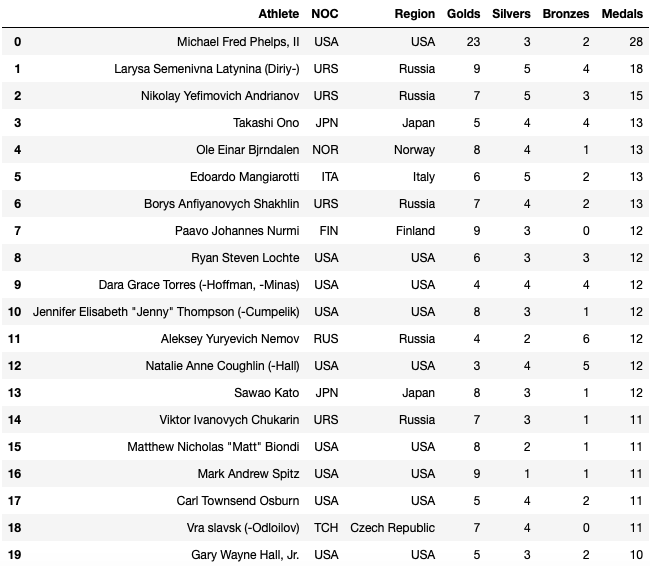 Athlete NOC Region Golds Silvers Bronzes Medals
0 Michael Fred Phelps, II USA USA 23 3 2 28
1 Larysa Semenivna Latynina (Diriy-) URS Russia 9 5 4 18
2 Nikolay Yefimovich Andrianov URS Russia 7 5 3 15
3 Takashi Ono JPN Japan 5 4 4 13
4 Ole Einar Bjrndalen NOR Norway 8 4 1 13
5 Edoardo Mangiarotti ITA Italy 6 5 2 13
6 Borys Anfiyanovych Shakhlin URS Russia 7 4 2 13
7 Paavo Johannes Nurmi FIN Finland 9 3 0 12
8 Ryan Steven Lochte USA USA 6 3 3 12
9 Dara Grace Torres (-Hoffman, -Minas) USA USA 4 4 4 12
10 Jennifer Elisabeth "Jenny" Thompson (-Cumpelik) USA USA 8 3 1 12
11 Aleksey Yuryevich Nemov RUS Russia 4 2 6 12
12 Natalie Anne Coughlin (-Hall) USA USA 3 4 5 12
13 Sawao Kato JPN Japan 8 3 1 12
14 Viktor Ivanovych Chukarin URS Russia 7 3 1 11
15 Matthew Nicholas "Matt" Biondi USA USA 8 2 1 11
16 Mark Andrew Spitz USA USA 9 1 1 11
17 Carl Townsend Osburn USA USA 5 4 2 11
18 Vra slavsk (-Odloilov) TCH Czech Republic 7 4 0 11
19 Gary Wayne Hall, Jr. USA USA 5 3 2 10